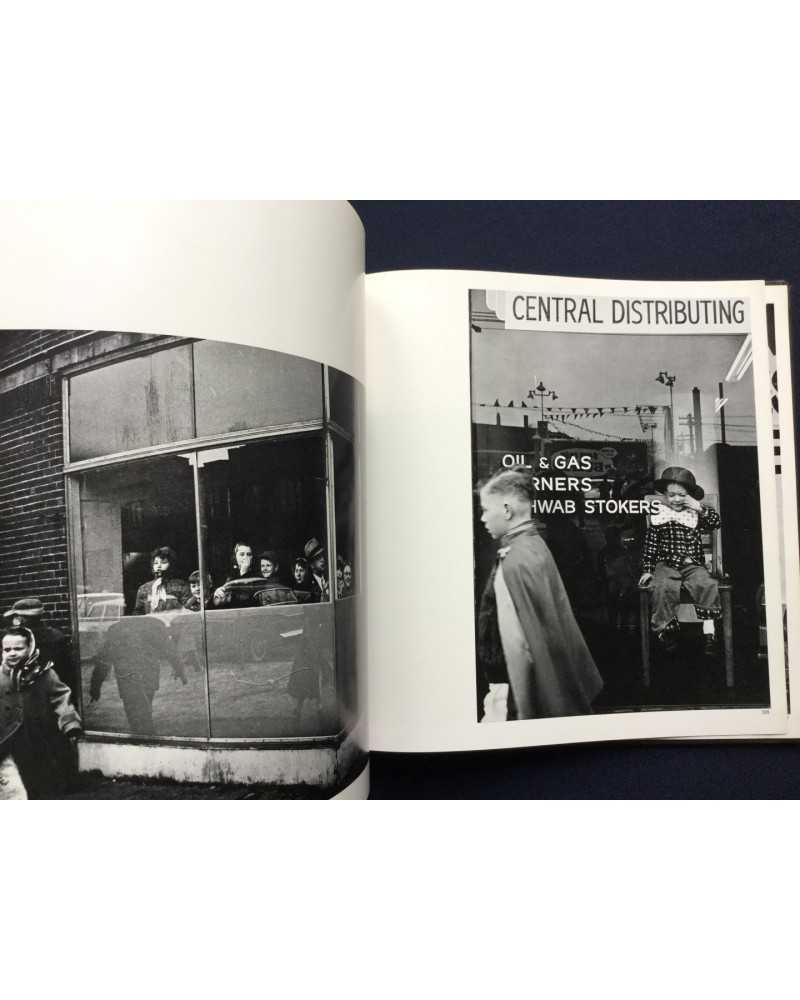 CENTRAL DISTRIBUTING
OIL & GAS
RNERS
HWAB STOKERS